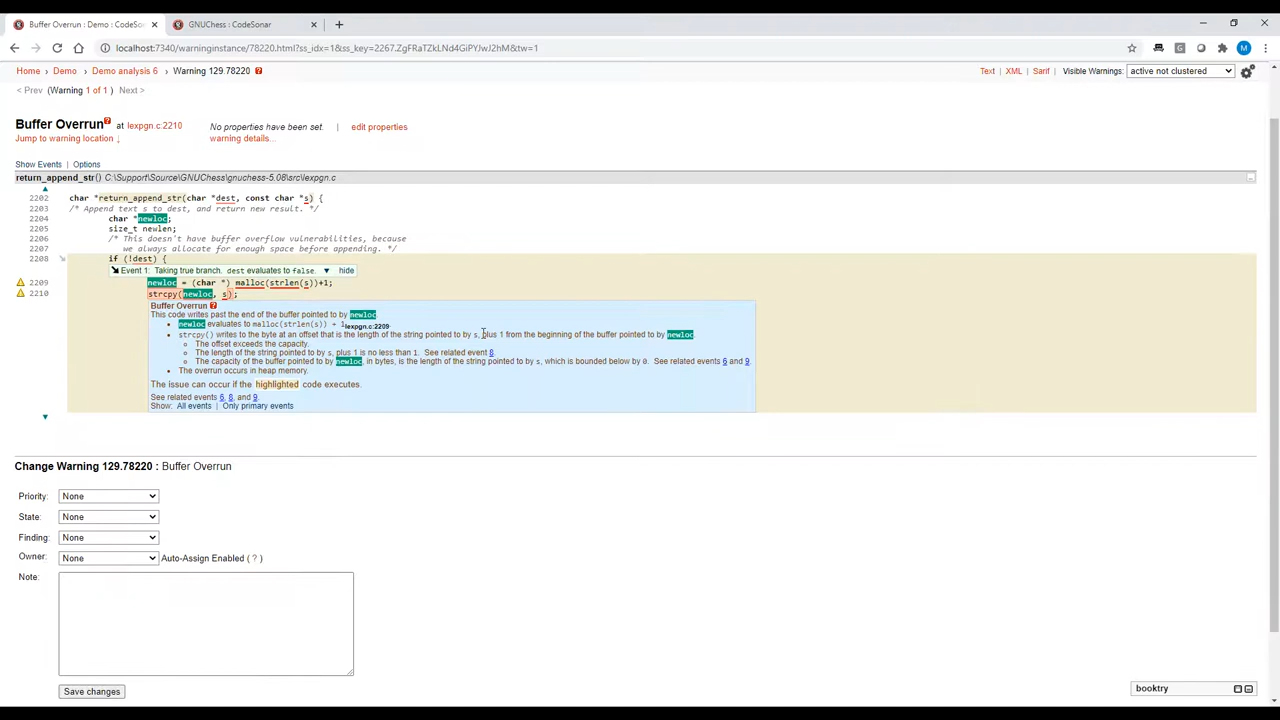 Buffer Overrun : Demo : CodeSo
GNUChess : CodeSonar
localhost:7340/warninginstance/78220.html?ss_idx=1&ss_key=2267.ZgFRaTZkLNd4GiPYJwJ2hM&tw=1
M
Home > Demo > Demo analysis 6 > Warning 129.78220 ?
Text | XML | Sarif | Visible Warnings: active not clustered
< Prev (Warning 1 of 1 ) Next >
Buffer Overrun? at lexpgn.c:2210
No properties have been set. | edit properties
Jump to warning location ↓
warning details...
Show Events | Options
return_append_str() C:\Support\Source\GNUChess\gnuchess-5.08\src\lexpgn.c
2202 char *return_append_str(char *dest, const char *s) {
2203 /* Append text s to dest, and return new result. */
2204 char *newloc;
2205 size_t newlen;
2206 /* This doesn't have buffer overflow vulnerabilities, because
2207 we always allocate for enough space before appending. */
2208 if (!dest) {
Event 1: Taking true branch. dest evaluates to false. ▼ hide
2209 newloc = (char *) malloc(strlen(s))+1;
2210 strcpy(newloc, s);
Buffer Overrun ?
This code writes past the end of the buffer pointed to by newloc
• newloc evaluates to malloc(strlen(s)) + 1 lexpgn.c:2209
• strcpy() writes to the byte at an offset that is the length of the string pointed to by s, plus 1 from the beginning of the buffer pointed to by newloc
◦ The offset exceeds the capacity.
◦ The length of the string pointed to by s, plus 1 is no less than 1. See related event 8
◦ The capacity of the buffer pointed to by newloc in bytes, is the length of the string pointed to by s, which is bounded below by 0. See related events 6 and 9.
• The overrun occurs in heap memory.
The issue can occur if the highlighted code executes.
See related events 6, 8, and 9.
Show: All events | Only primary events
Change Warning 129.78220 : Buffer Overrun
Priority: None
State: None
Finding: None
Owner: None Auto-Assign Enabled ( ? )
Note:
Save changes
booktry